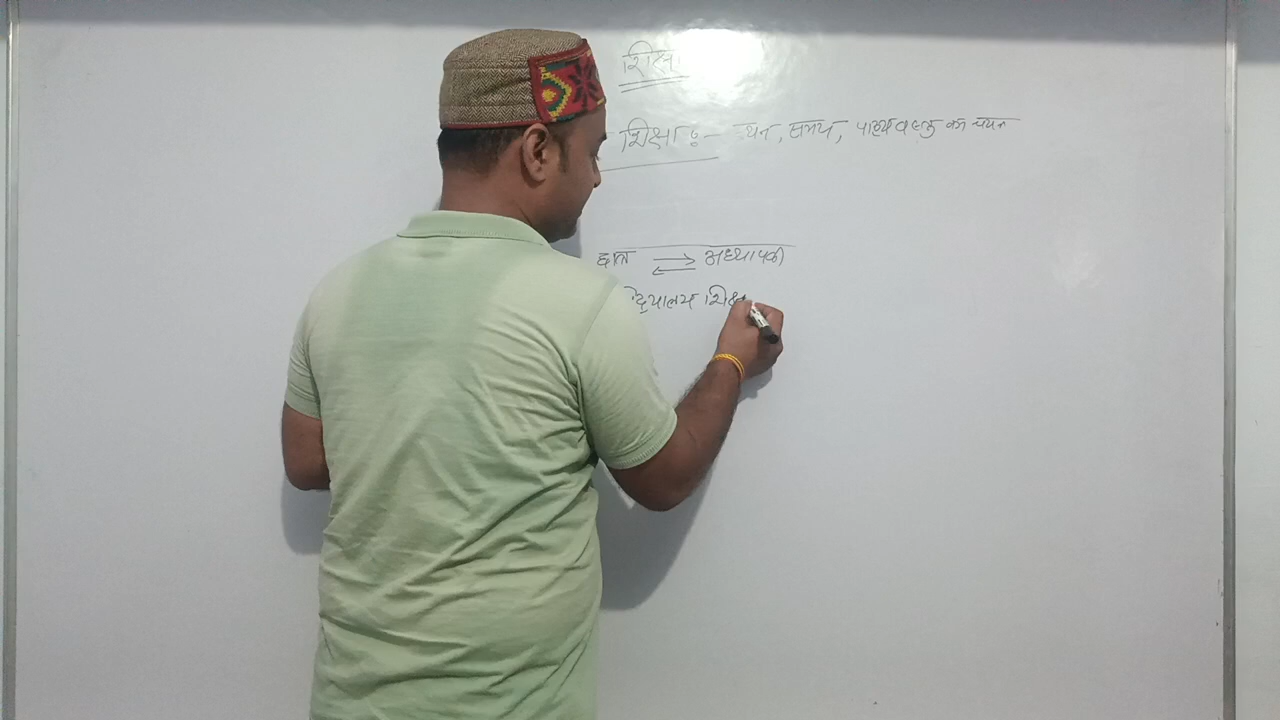 शिक्षा
शिक्षा :- स्थान, समय, पाठ्यवस्तु का चयन
छात्र ⇌ अध्यापकों
द्यालय शिक्ष